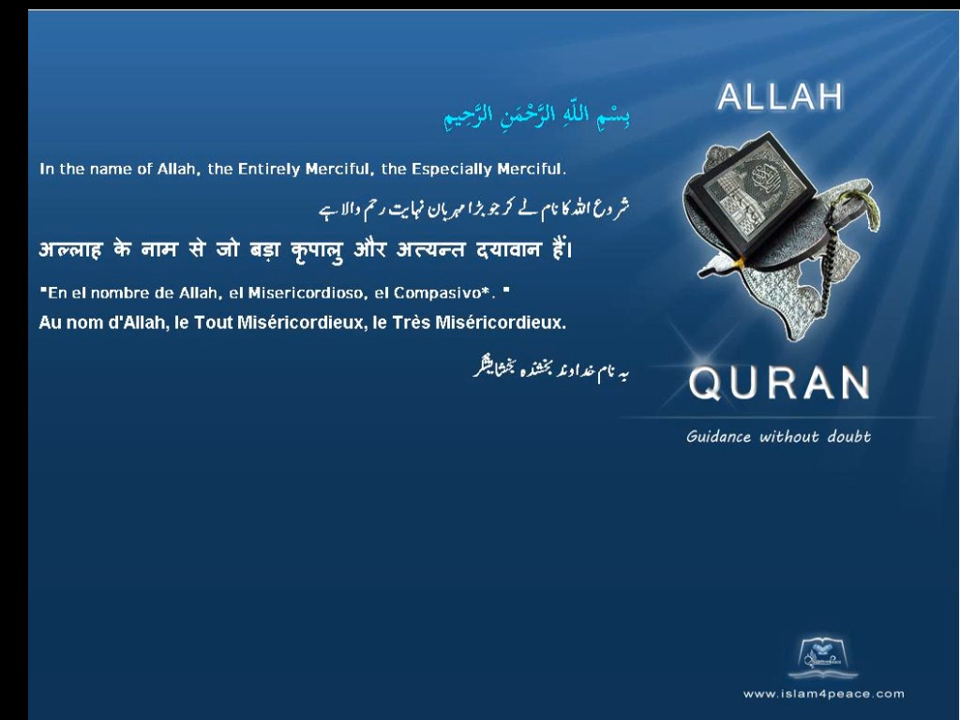 بِسْمِ اللّهِ الرَّحْمَنِ الرَّحِيمِ
In the name of Allah, the Entirely Merciful, the Especially Merciful.
شروع اللہ کا نام لے کر جو بڑا مہربان نہایت رحم والا ہے
अल्लाह के नाम से जो बड़ा कृपालु और अत्यन्त दयावान हैं।
"En el nombre de Allah, el Misericordioso, el Compasivo*. "
Au nom d'Allah, le Tout Miséricordieux, le Très Miséricordieux.
به نام خداوند بخشنده بخشایشگر
ALLAH
QURAN
Guidance without doubt
www.islam4peace.com